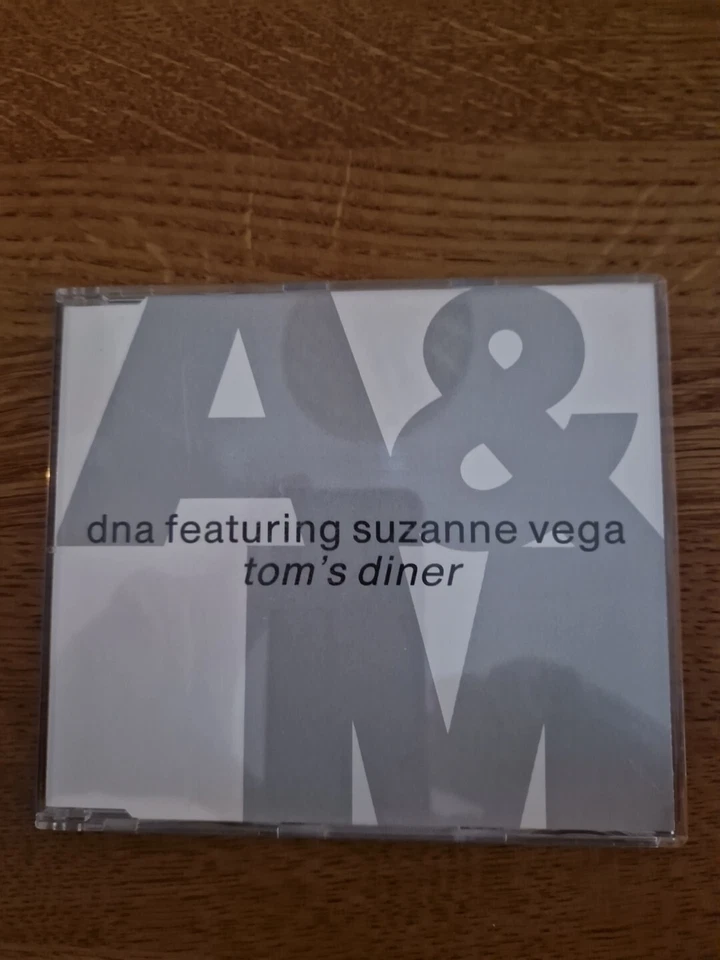 A&
M
dna featuring suzanne vega
tom's diner